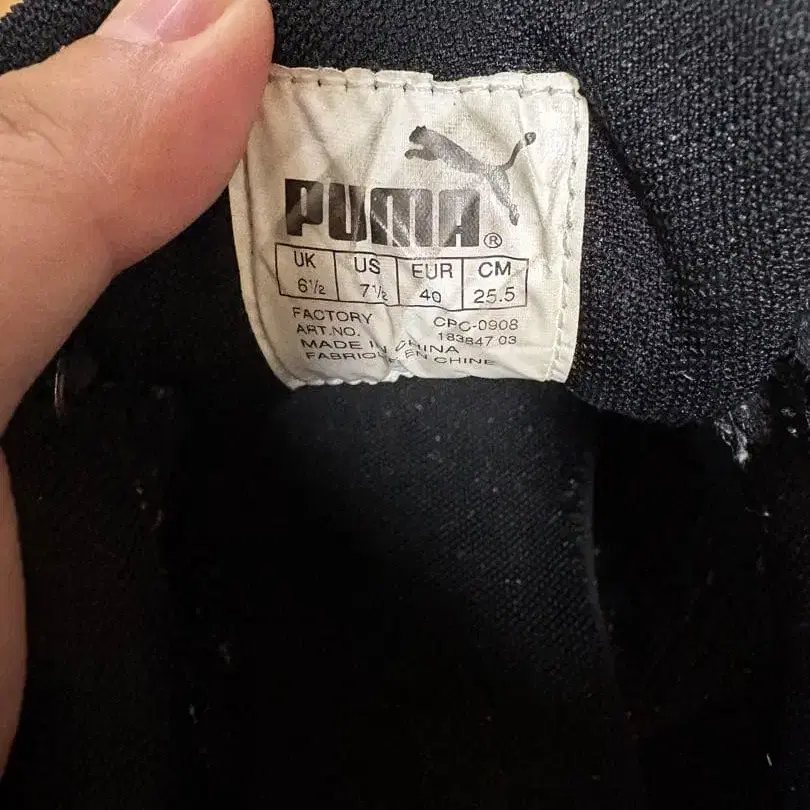 PUMA®
UK US EUR CM
6½ 7½ 40 25.5
FACTORY CPC-0908
ART.NO. 183847 03
MADE IN CHINA
FABRIQUE EN CHINE